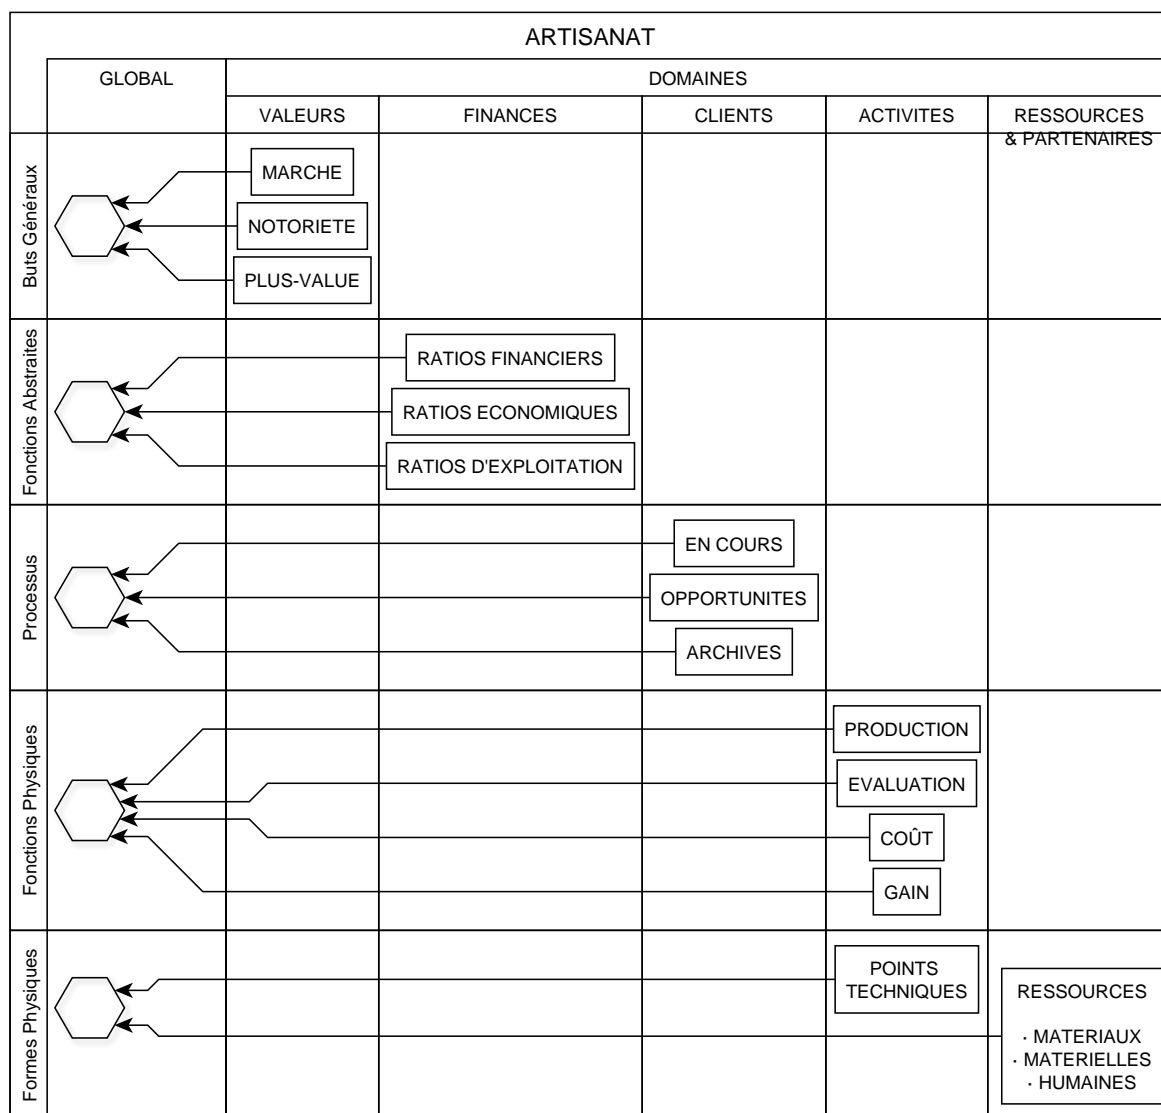 ARTISANAT
GLOBAL
DOMAINES
VALEURS
FINANCES
CLIENTS
ACTIVITES
RESSOURCES
& PARTENAIRES
Buts Généraux
MARCHE
NOTORIETE
PLUS-VALUE
Fonctions Abstraites
RATIOS FINANCIERS
RATIOS ECONOMIQUES
RATIOS D'EXPLOITATION
Processus
EN COURS
OPPORTUNITES
ARCHIVES
Fonctions Physiques
PRODUCTION
EVALUATION
COÛT
GAIN
Formes Physiques
POINTS
TECHNIQUES
RESSOURCES
· MATERIAUX
· MATERIELLES
· HUMAINES